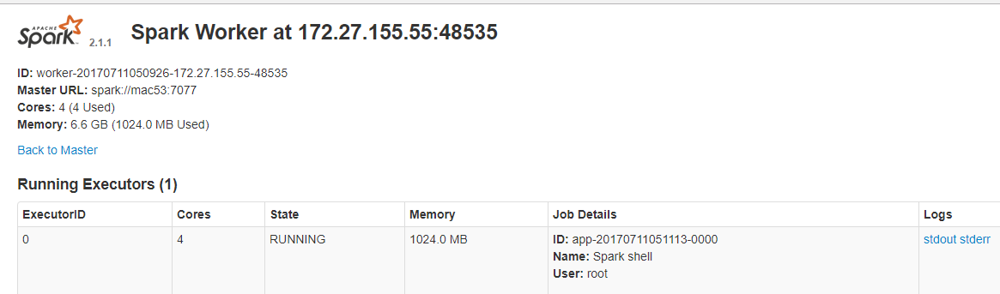 APACHE
Spark 2.1.1 Spark Worker at 172.27.155.55:48535
ID: worker-20170711050926-172.27.155.55-48535
Master URL: spark://mac53:7077
Cores: 4 (4 Used)
Memory: 6.6 GB (1024.0 MB Used)
Back to Master
Running Executors (1)
ExecutorID Cores State Memory Job Details Logs
0 4 RUNNING 1024.0 MB ID: app-20170711051113-0000 stdout stderr
Name: Spark shell
User: root